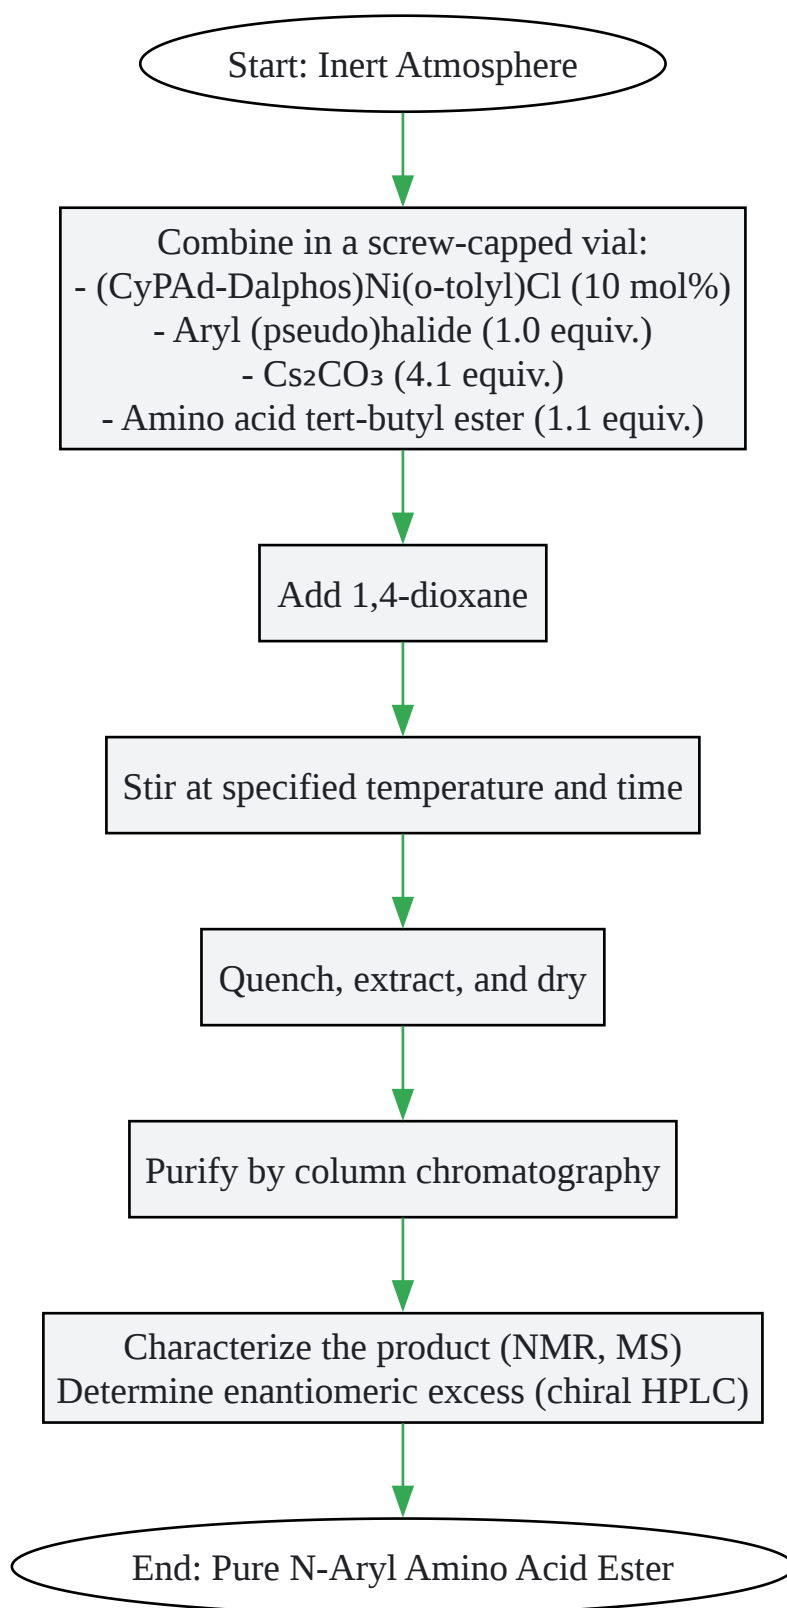 Start: Inert Atmosphere
Combine in a screw-capped vial:
- (CyPAd-Dalphos)Ni(o-tolyl)Cl (10 mol%)
- Aryl (pseudo)halide (1.0 equiv.)
- Cs₂CO₃ (4.1 equiv.)
- Amino acid tert-butyl ester (1.1 equiv.)
Add 1,4-dioxane
Stir at specified temperature and time
Quench, extract, and dry
Purify by column chromatography
Characterize the product (NMR, MS)
Determine enantiomeric excess (chiral HPLC)
End: Pure N-Aryl Amino Acid Ester